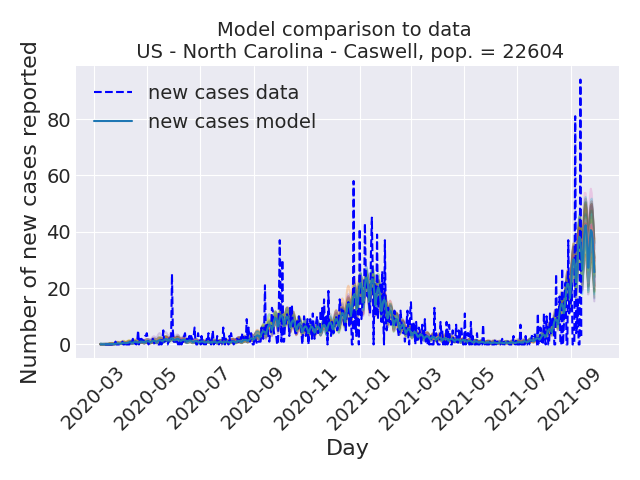 Model comparison to data
US - North Carolina - Caswell, pop. = 22604
Number of new cases reported
new cases data
new cases model
80
60
40
20
0
2020-03
2020-05
2020-07
2020-09
2020-11
2021-01
2021-03
2021-05
2021-07
2021-09
Day